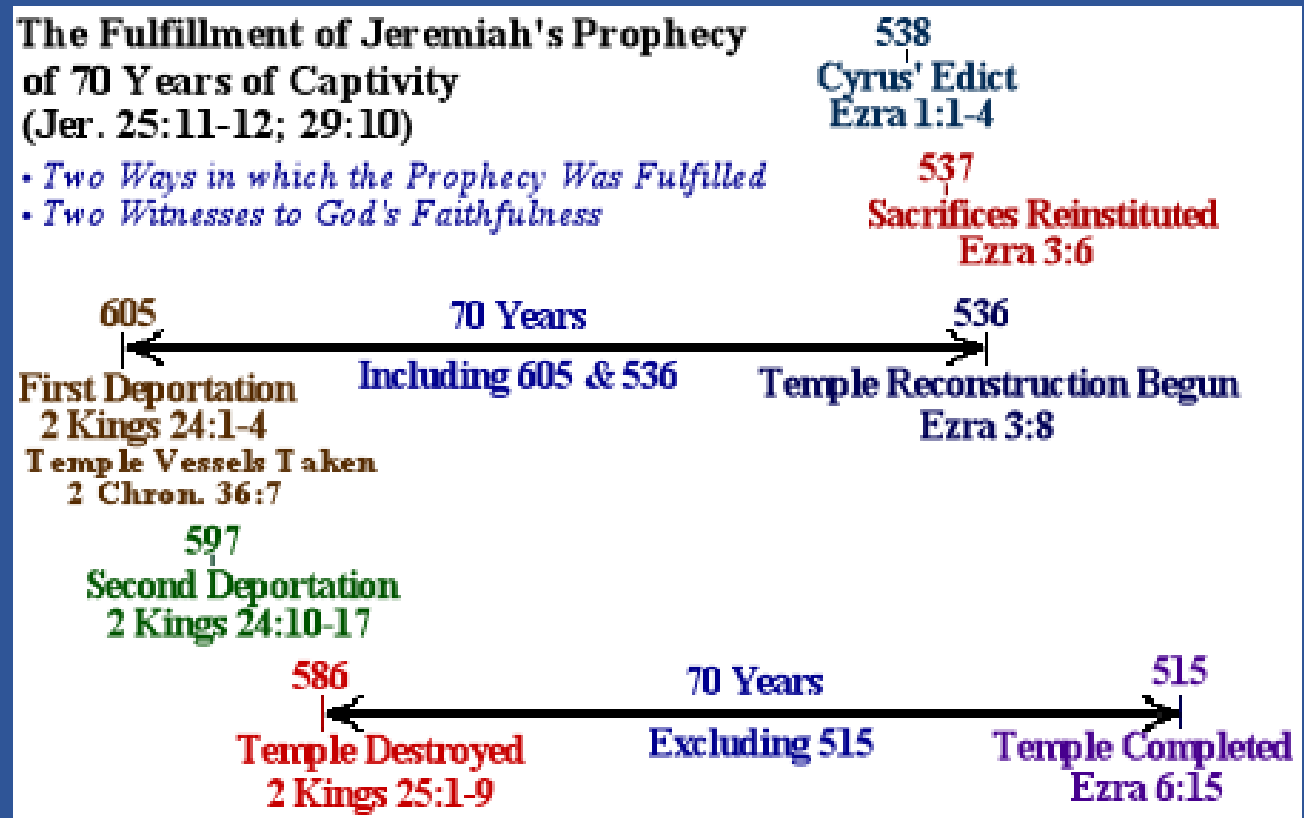 The Fulfillment of Jeremiah's Prophecy
of 70 Years of Captivity
(Jer. 25:11-12; 29:10)
• Two Ways in which the Prophecy Was Fulfilled
• Two Witnesses to God's Faithfulness
538
Cyrus' Edict
Ezra 1:1-4
537
Sacrifices Reinstituted
Ezra 3:6
605
70 Years
536
Including 605 & 536
First Deportation
2 Kings 24:1-4
Temple Vessels Taken
2 Chron. 36:7
Temple Reconstruction Begun
Ezra 3:8
597
Second Deportation
2 Kings 24:10-17
586
70 Years
515
Excluding 515
Temple Destroyed
2 Kings 25:1-9
Temple Completed
Ezra 6:15